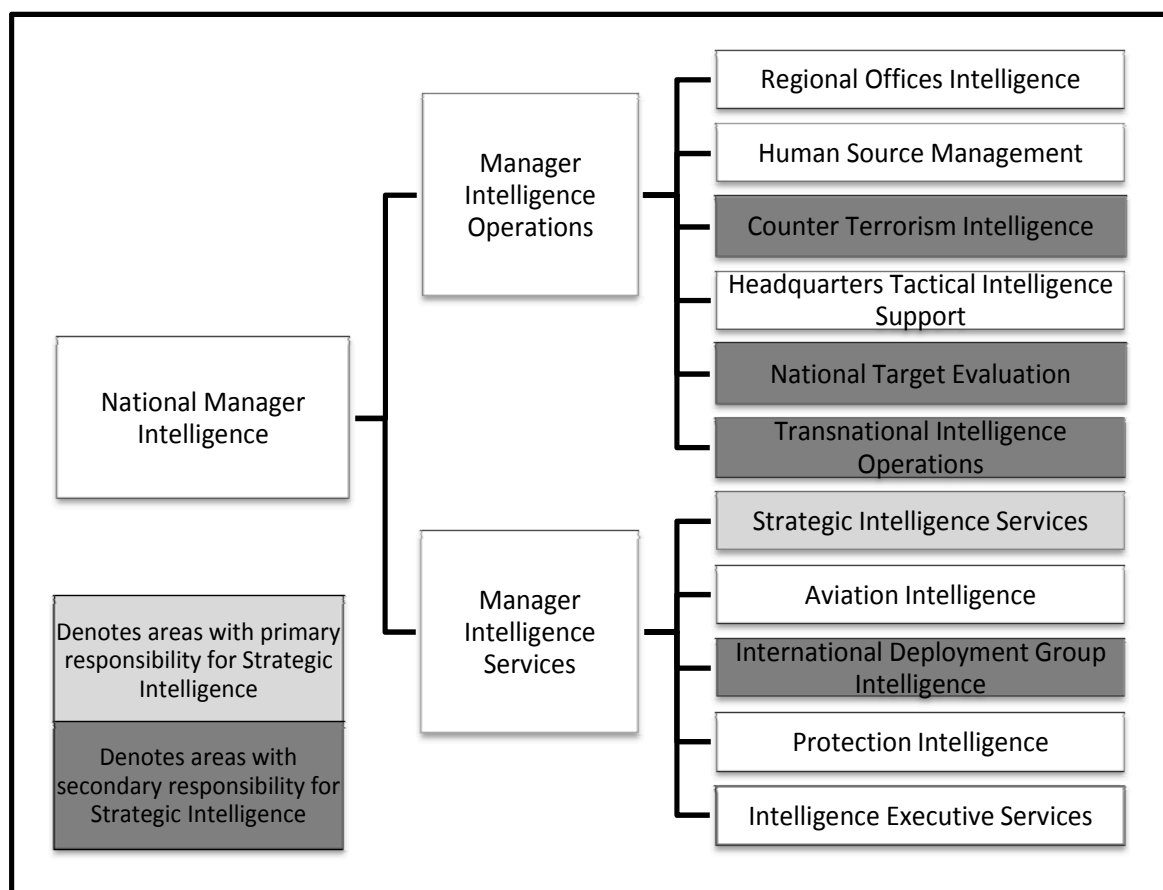 National Manager
Intelligence
Manager
Intelligence
Operations
Regional Offices Intelligence
Human Source Management
Counter Terrorism Intelligence
Headquarters Tactical Intelligence
Support
National Target Evaluation
Transnational Intelligence
Operations
Manager
Intelligence
Services
Strategic Intelligence Services
Aviation Intelligence
International Deployment Group
Intelligence
Protection Intelligence
Intelligence Executive Services
Denotes areas with primary
responsibility for Strategic
Intelligence
Denotes areas with
secondary responsibility for
Strategic Intelligence